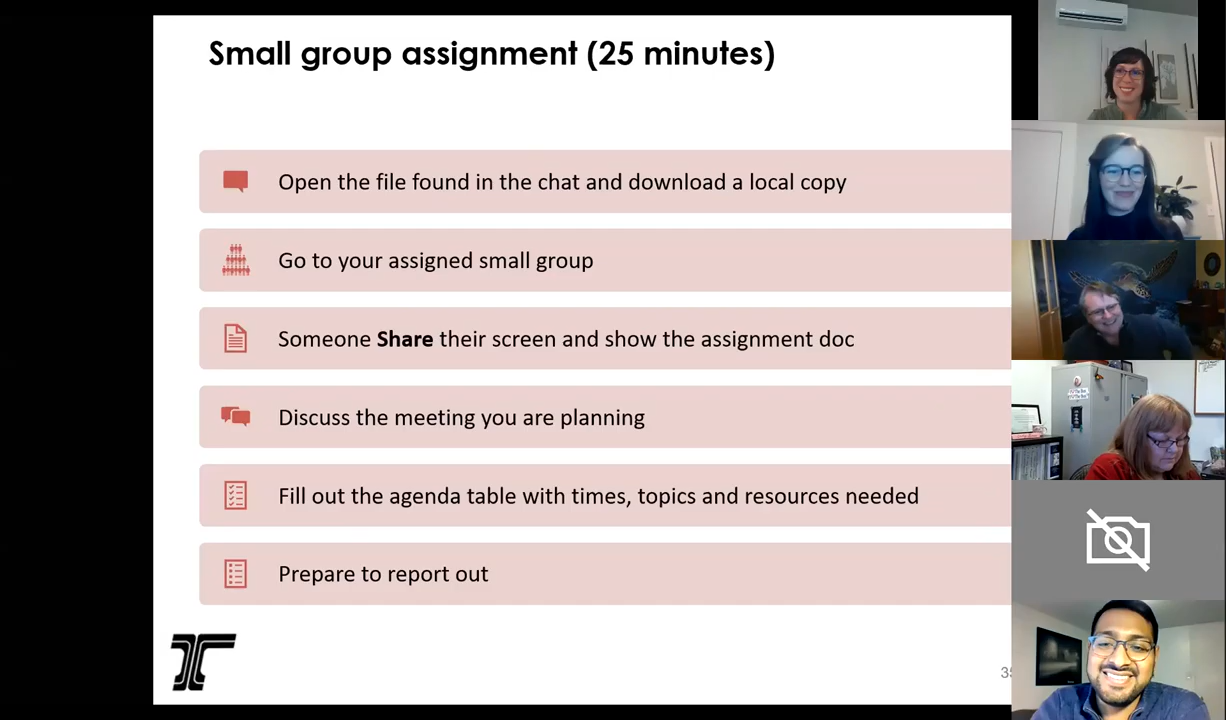 Small group assignment (25 minutes)
Open the file found in the chat and download a local copy
Go to your assigned small group
Someone Share their screen and show the assignment doc
Discuss the meeting you are planning
Fill out the agenda table with times, topics and resources needed
Prepare to report out